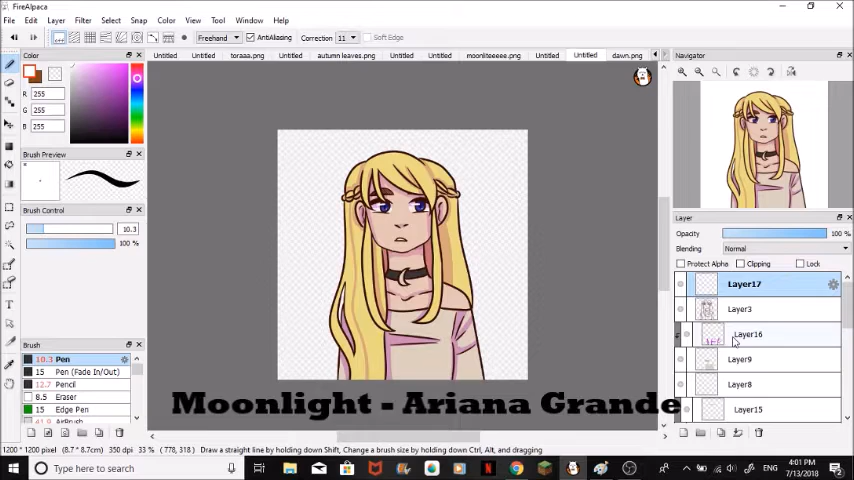 FireAlpaca
File Edit Layer Filter Select Snap Color View Tool Window Help
Freehand AntiAliasing Correction 11 Soft Edge
Untitled Untitled toraaa.png Untitled autumn leaves.png Untitled moonliteeeee.png Untitled Untitled dawn.png
Color
R 255
G 255
B 255
Brush Preview
Brush Control
10.3
100 %
Brush
10.3 Pen
15 Pen (Fade In/Out)
12.7 Pencil
8.5 Eraser
15 Edge Pen
41.9 AirBrush
Navigator
Layer
Opacity 100 %
Blending Normal
Protect Alpha Clipping Lock
Layer17
Layer3
Layer16
Layer9
Layer8
Layer15
Moonlight - Ariana Grande
1200 * 1200 pixel (8.7 * 8.7cm) 350 dpi 33 % ( 778, 318 ) Draw a straight line by holding down Shift, Change a brush size by holding down Ctrl, Alt, and dragging
Type here to search
ENG
4:01 PM
7/13/2018